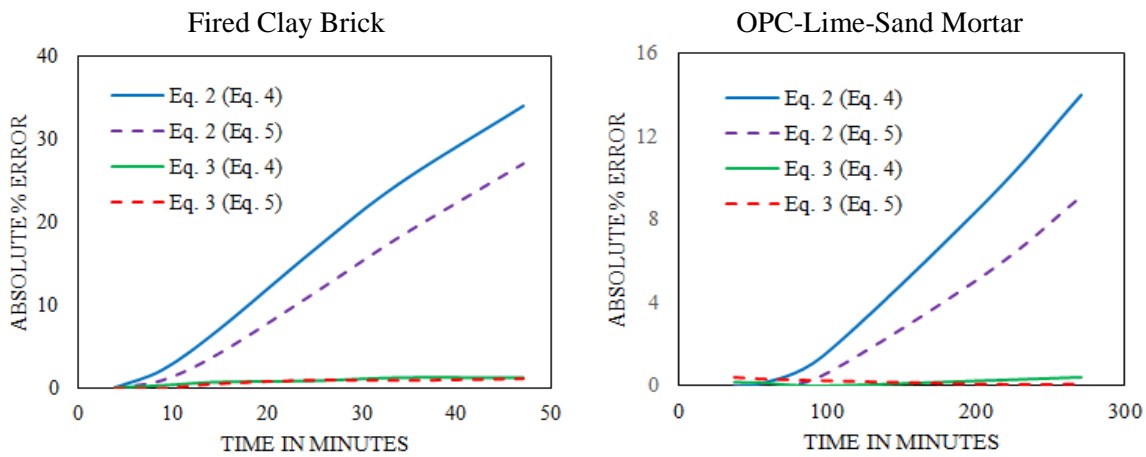 Fired Clay Brick
40
30
20
10
0
ABSOLUTE % ERROR
Eq. 2 (Eq. 4)
Eq. 2 (Eq. 5)
Eq. 3 (Eq. 4)
Eq. 3 (Eq. 5)
0 10 20 30 40 50
TIME IN MINUTES
OPC-Lime-Sand Mortar
16
12
8
4
0
ABSOLUTE % ERROR
Eq. 2 (Eq. 4)
Eq. 2 (Eq. 5)
Eq. 3 (Eq. 4)
Eq. 3 (Eq. 5)
0 100 200 300
TIME IN MINUTES